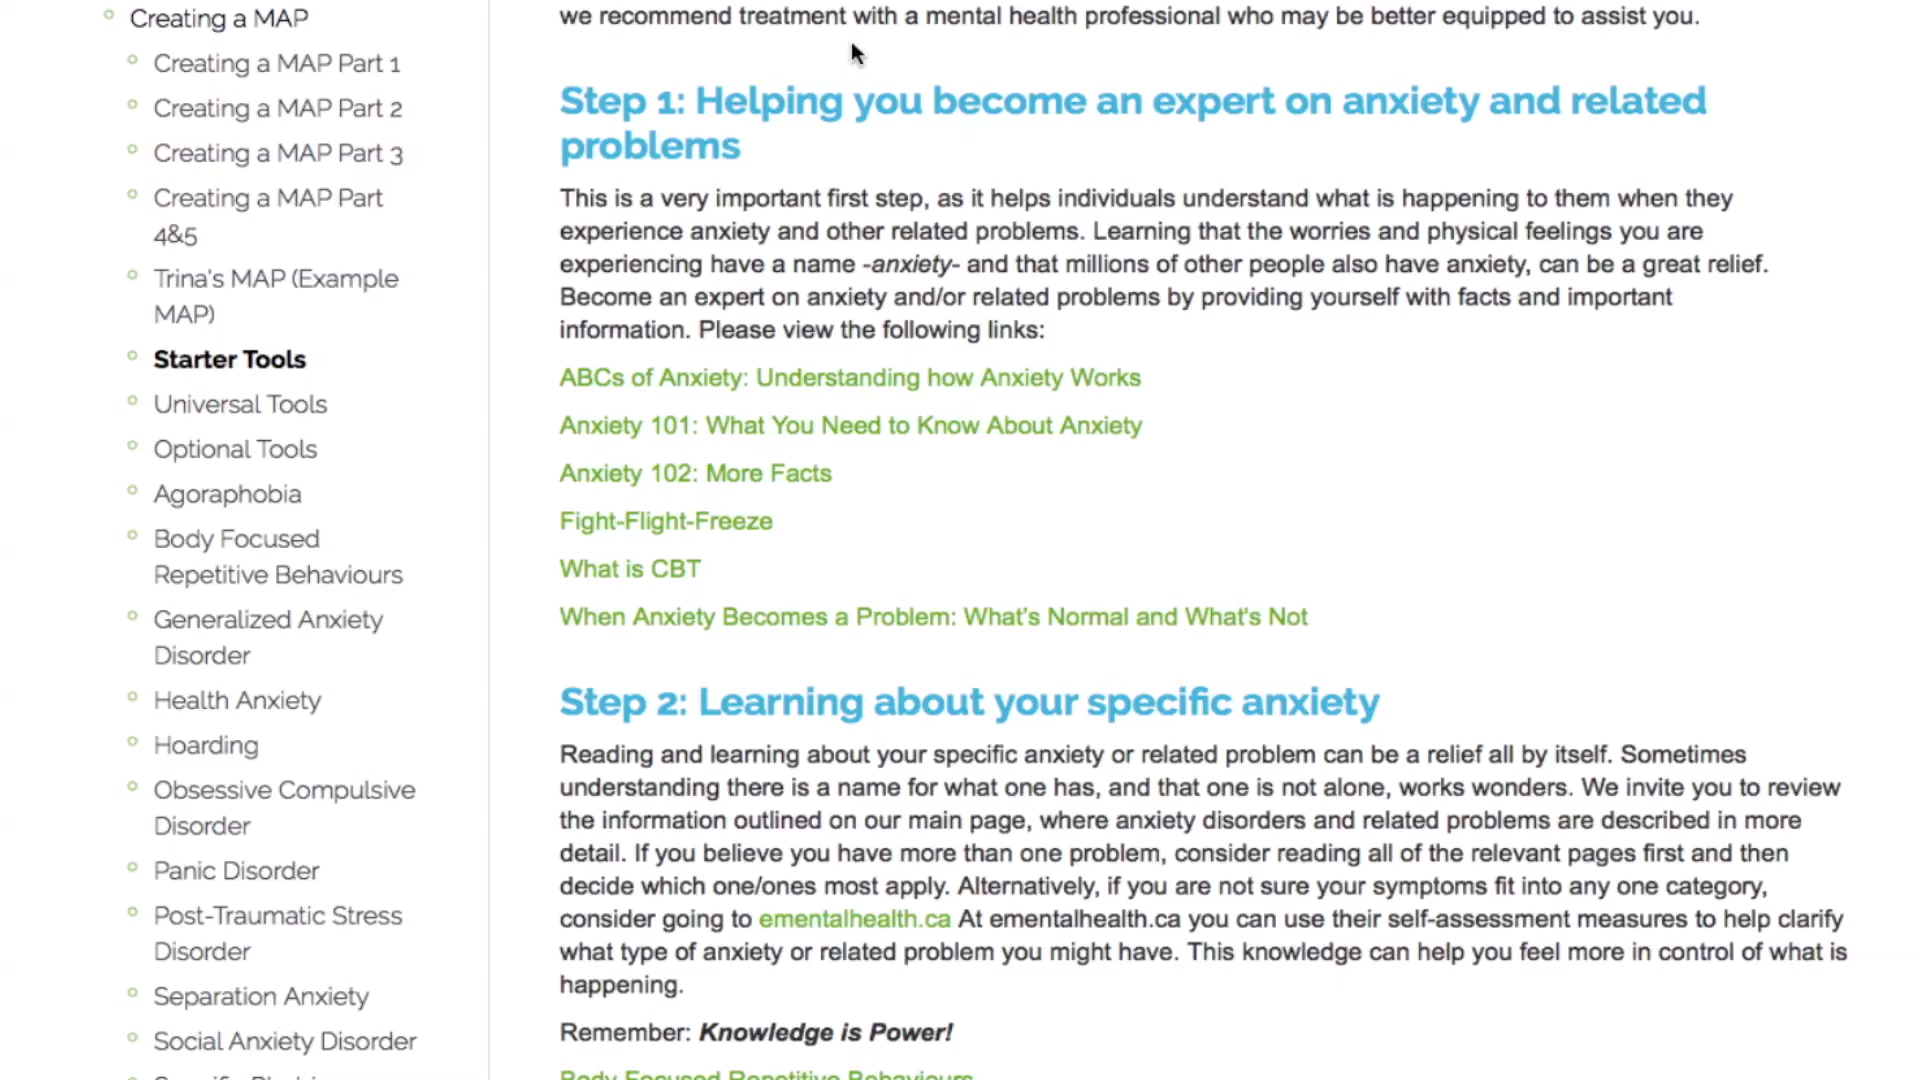 Creating a MAP
Creating a MAP Part 1
Creating a MAP Part 2
Creating a MAP Part 3
Creating a MAP Part
4&5
Trina's MAP (Example
MAP)
Starter Tools
Universal Tools
Optional Tools
Agoraphobia
Body Focused
Repetitive Behaviours
Generalized Anxiety
Disorder
Health Anxiety
Hoarding
Obsessive Compulsive
Disorder
Panic Disorder
Post-Traumatic Stress
Disorder
Separation Anxiety
Social Anxiety Disorder
we recommend treatment with a mental health professional who may be better equipped to assist you.
Step 1: Helping you become an expert on anxiety and related
problems
This is a very important first step, as it helps individuals understand what is happening to them when they
experience anxiety and other related problems. Learning that the worries and physical feelings you are
experiencing have a name -anxiety- and that millions of other people also have anxiety, can be a great relief.
Become an expert on anxiety and/or related problems by providing yourself with facts and important
information. Please view the following links:
ABCs of Anxiety: Understanding how Anxiety Works
Anxiety 101: What You Need to Know About Anxiety
Anxiety 102: More Facts
Fight-Flight-Freeze
What is CBT
When Anxiety Becomes a Problem: What's Normal and What's Not
Step 2: Learning about your specific anxiety
Reading and learning about your specific anxiety or related problem can be a relief all by itself. Sometimes
understanding there is a name for what one has, and that one is not alone, works wonders. We invite you to review
the information outlined on our main page, where anxiety disorders and related problems are described in more
detail. If you believe you have more than one problem, consider reading all of the relevant pages first and then
decide which one/ones most apply. Alternatively, if you are not sure your symptoms fit into any one category,
consider going to ementalhealth.ca At ementalhealth.ca you can use their self-assessment measures to help clarify
what type of anxiety or related problem you might have. This knowledge can help you feel more in control of what is
happening.
Remember: Knowledge is Power!
Body Focused Repetitive Behaviours